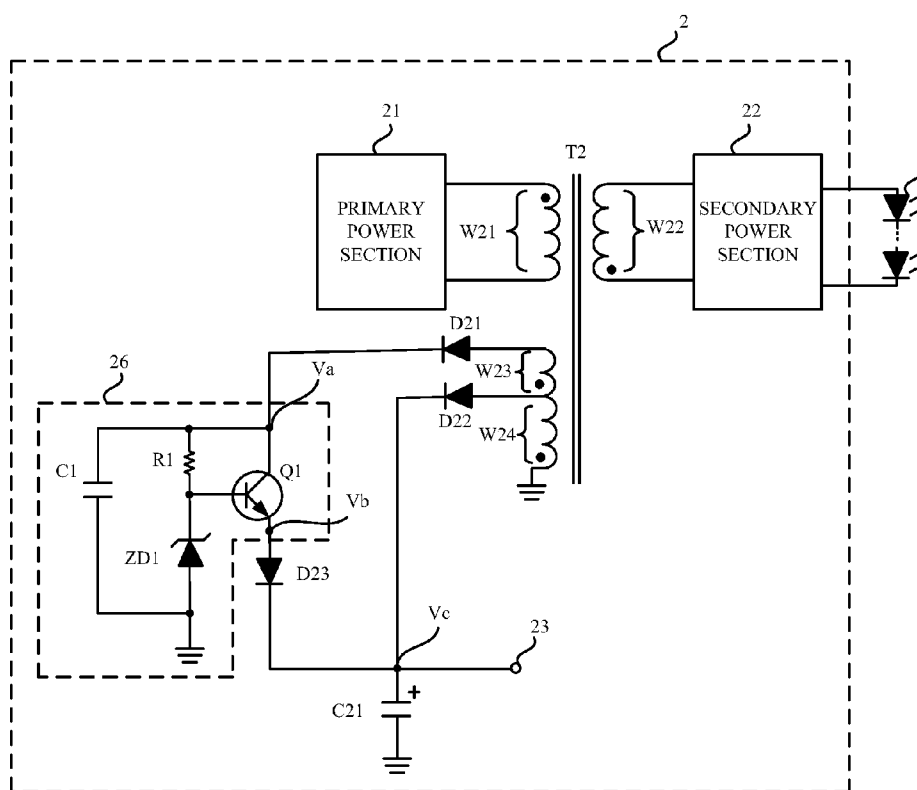 2
21
22
T2
PRIMARY
POWER
SECTION
W21
W22
SECONDARY
POWER
SECTION
D21
W23
26
Va
D22
W24
R1
C1
Q1
Vb
ZD1
D23
Vc
23
+
C21